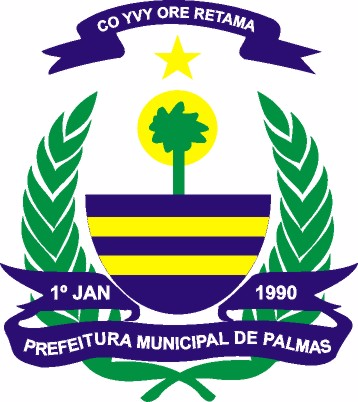 CO YVY ORE RETAMA
1º JAN 1990
PREFEITURA MUNICIPAL DE PALMAS